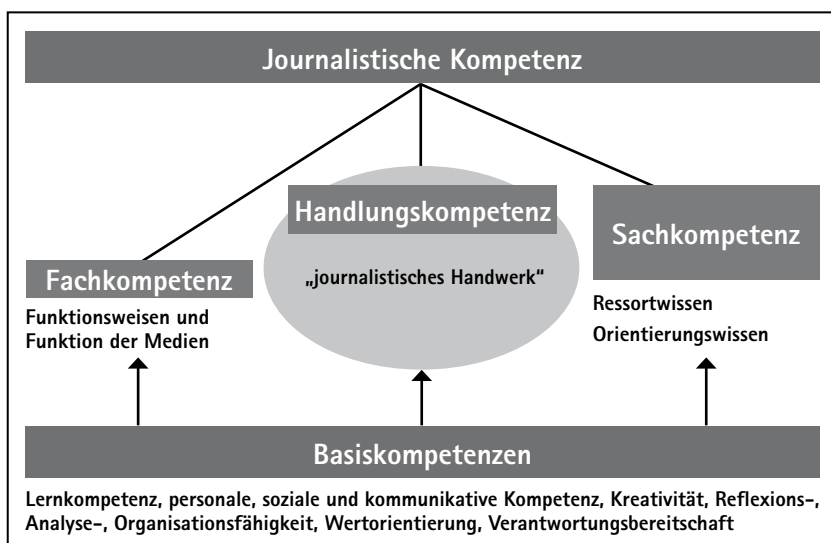 Journalistische Kompetenz
Handlungskompetenz
„journalistisches Handwerk“
Sachkompetenz
Ressortwissen
Orientierungswissen
Fachkompetenz
Funktionsweisen und
Funktion der Medien
Basiskompetenzen
Lernkompetenz, personale, soziale und kommunikative Kompetenz, Kreativität, Reflexions-,
Analyse-, Organisationsfähigkeit, Wertorientierung, Verantwortungsbereitschaft